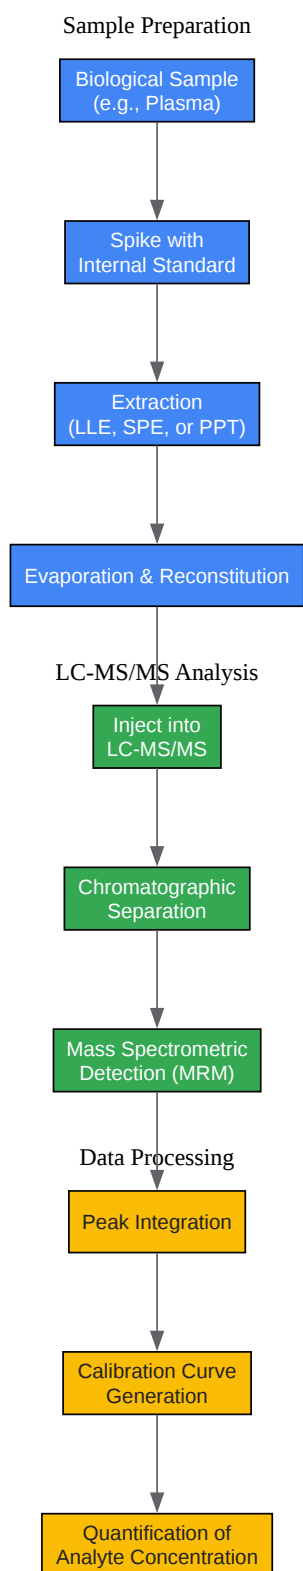 Sample Preparation
Biological Sample
(e.g., Plasma)
Spike with
Internal Standard
Extraction
(LLE, SPE, or PPT)
Evaporation & Reconstitution
LC-MS/MS Analysis
Inject into
LC-MS/MS
Chromatographic
Separation
Mass Spectrometric
Detection (MRM)
Data Processing
Peak Integration
Calibration Curve
Generation
Quantification of
Analyte Concentration